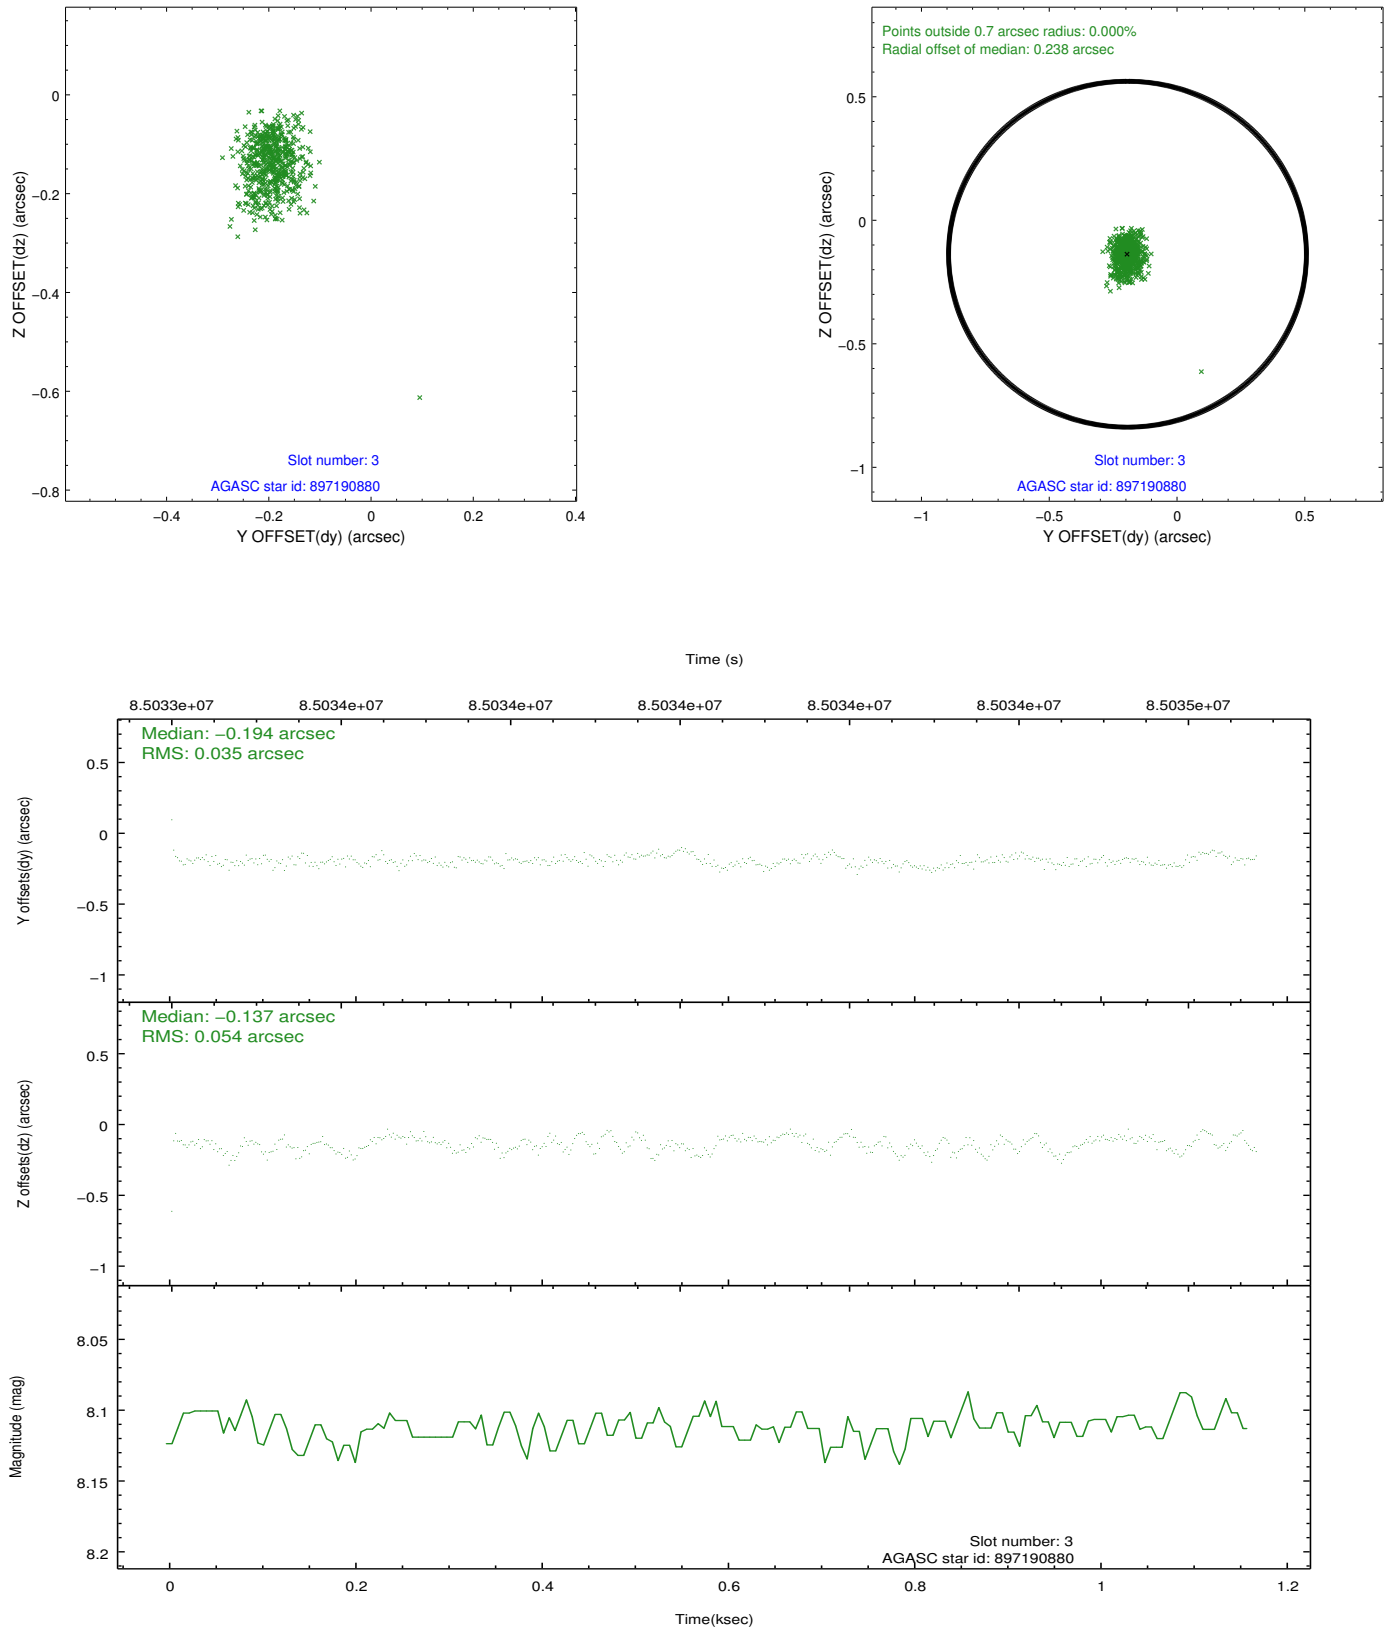 0
−0.2
−0.4
−0.6
−0.8
Z OFFSET(dz) (arcsec)
Slot number: 3
AGASC star id: 897190880
−0.4 −0.2 0 0.2 0.4
Y OFFSET(dy) (arcsec)
Points outside 0.7 arcsec radius: 0.000%
Radial offset of median: 0.238 arcsec
0.5
0
−0.5
−1
Z OFFSET(dz) (arcsec)
Slot number: 3
AGASC star id: 897190880
−1 −0.5 0 0.5
Y OFFSET(dy) (arcsec)
Time (s)
8.5033e+07 8.5034e+07 8.5034e+07 8.5034e+07 8.5034e+07 8.5034e+07 8.5035e+07
Median: −0.194 arcsec
RMS: 0.035 arcsec
0.5
0
−0.5
−1
Y offsets(dy) (arcsec)
Median: −0.137 arcsec
RMS: 0.054 arcsec
0.5
0
−0.5
−1
Z offsets(dz) (arcsec)
8.05
8.1
8.15
8.2
Magnitude (mag)
Slot number: 3
AGASC star id: 897190880
0 0.2 0.4 0.6 0.8 1 1.2
Time(ksec)